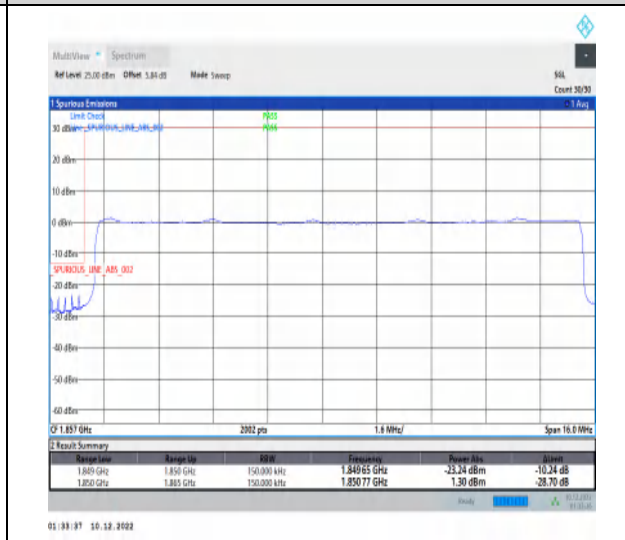 MultiView Spectrum
Ref Level 25.00 dBm Offset 5.84 dB Mode Sweep SGL
Count 30/30
1 Spurious Emissions 1 Avg
Limit Check PASS
30 dBm Line _SPURIOUS_LINE_ABS_002 PASS
20 dBm
10 dBm
0 dBm
-10 dBm
SPURIOUS_LINE_ABS_002
-20 dBm
-30 dBm
-40 dBm
-50 dBm
-60 dBm
CF 1.857 GHz 2002 pts 1.6 MHz/ Span 16.0 MHz
2 Result Summary
Range Low Range Up RBW Frequency Power Abs ΔLimit
1.849 GHz 1.850 GHz 150.000 kHz 1.84965 GHz -23.24 dBm -10.24 dB
1.850 GHz 1.865 GHz 150.000 kHz 1.85077 GHz 1.30 dBm -28.70 dB
Ready
01:33:37 10.12.2022